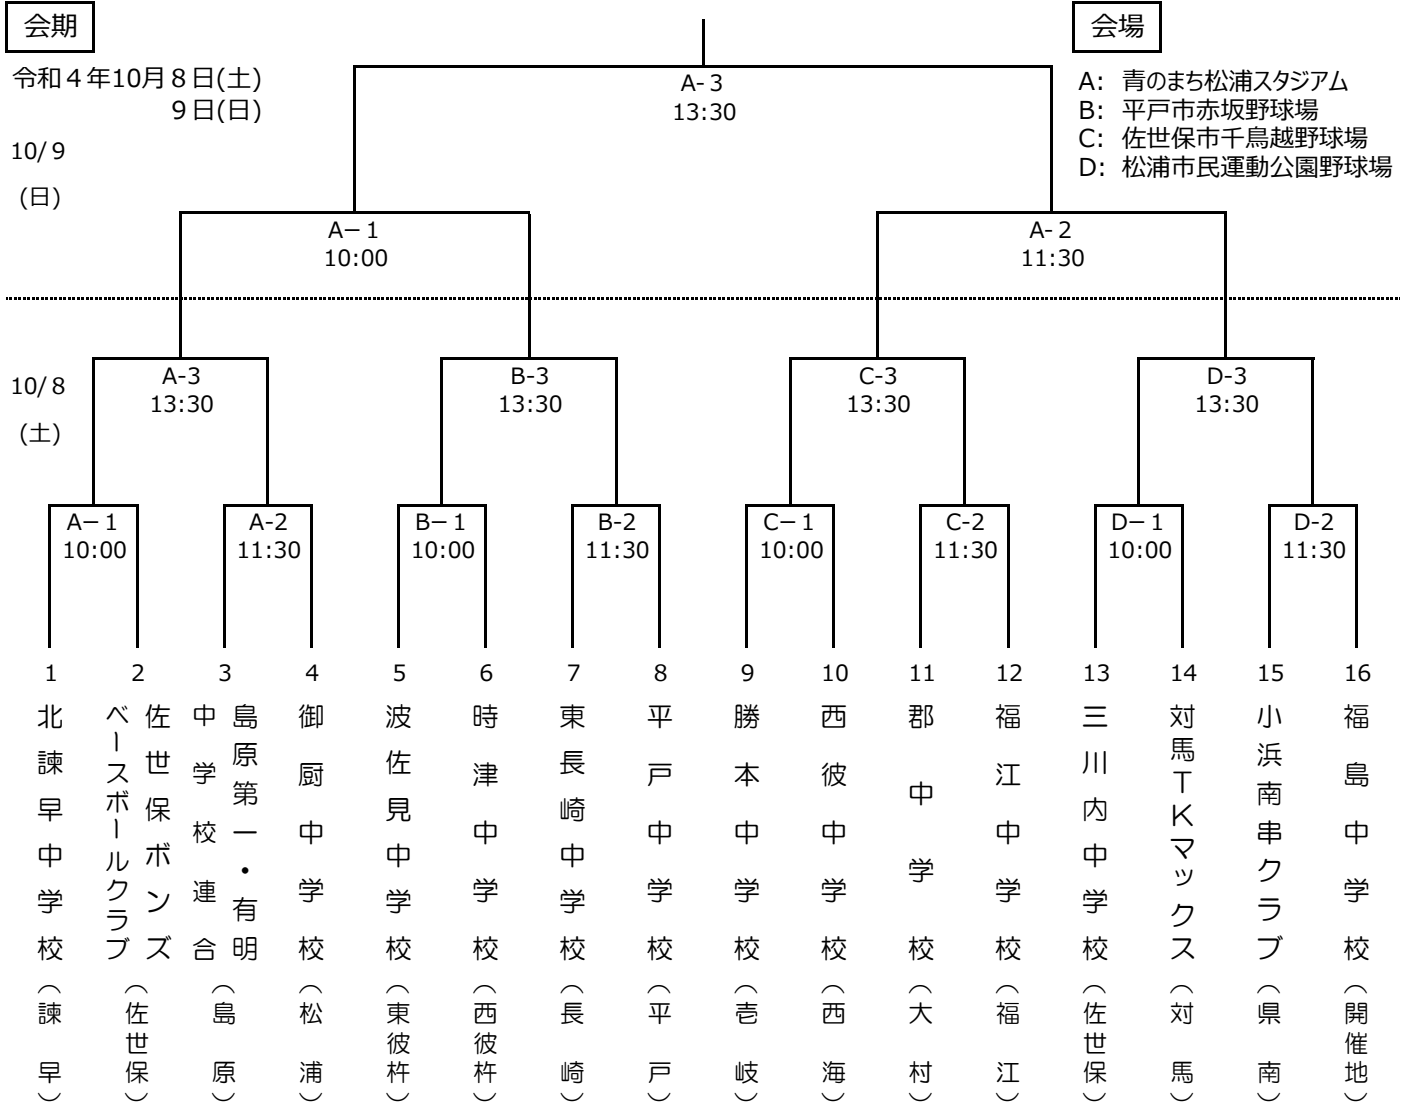 会期
会場
令和４年10月８日(土)
９日(日)
A: 青のまち松浦スタジアム
B: 平戸市赤坂野球場
C: 佐世保市千鳥越野球場
D: 松浦市民運動公園野球場
A-３
13:30
10/９
(日)
A－１
10:00
A-２
11:30
10/８
(土)
A-3
13:30
B-3
13:30
C-3
13:30
D-3
13:30
A－１
10:00
A-2
11:30
B－１
10:00
B-2
11:30
C－１
10:00
C-2
11:30
D－１
10:00
D-2
11:30
1
北諫早中学校（諫早）
2
佐世保ボンズ
ベースボールクラブ
（佐世保）
3
島原第一・有明
中学校連合
（島原）
4
御厨中学校（松浦）
5
波佐見中学校（東彼杵）
6
時津中学校（西彼杵）
7
東長崎中学校（長崎）
8
平戸中学校（平戸）
9
勝本中学校（壱岐）
10
西彼中学校（西海）
11
郡中学校（大村）
12
福江中学校（福江）
13
三川内中学校（佐世保）
14
対馬TKマックス（対馬）
15
小浜南串クラブ（県南）
16
福島中学校（開催地）